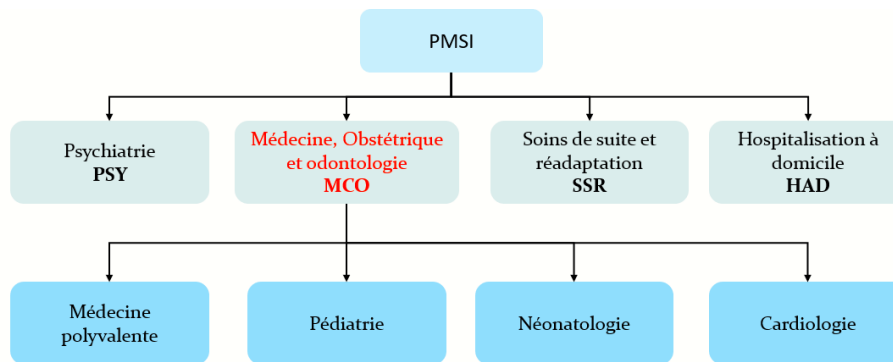 PMSI
Psychiatrie
PSY
Médecine, Obstétrique
et odontologie
MCO
Soins de suite et
réadaptation
SSR
Hospitalisation à
domicile
HAD
Médecine
polyvalente
Pédiatrie
Néonatologie
Cardiologie